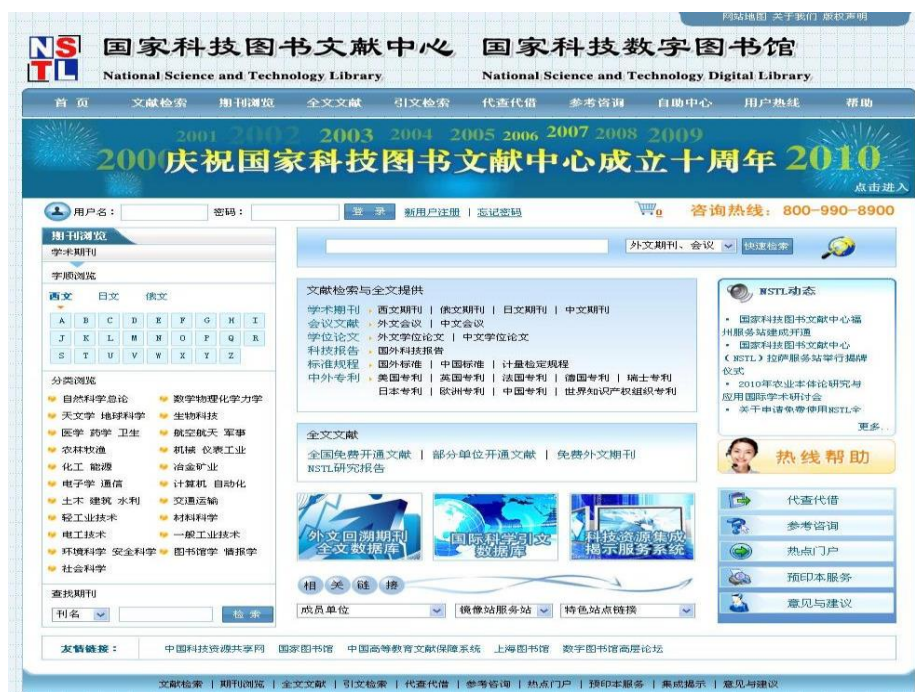 网站地图 关于我们 版权声明
NSTL 国家科技图书文献中心 国家科技数字图书馆
National Science and Technology Library National Science and Technology Digital Library
首页 文献检索 期刊浏览 全文文献 引文检索 代查代借 参考咨询 自助中心 用户热线 帮助
2001 2002 2003 2004 2005 2006 2007 2008 2009
2000 庆祝国家科技图书文献中心成立十周年 2010
点击进入
用户名： 密码： 登录 新用户注册 | 忘记密码 0 咨询热线：800-990-8900
期刊浏览
学术期刊
字顺浏览
西文 日文 俄文
A B C D E F G H I
J K L M N O P Q R
S T U V W X Y Z
分类浏览
自然科学总论 数学物理化学力学
天文学 地球科学 生物科技
医学 药学 卫生 航空航天 军事
农林牧渔 机械 仪表工业
化工 能源 冶金矿业
电子学 通信 计算机 自动化
土木 建筑 水利 交通运输
轻工业技术 材料科学
电工技术 一般工业技术
环境科学 安全科学 图书馆学 情报学
社会科学
查找期刊
刊名 检索
外文期刊、会议 快速检索
文献检索与全文提供
学术期刊 西文期刊 | 俄文期刊 | 日文期刊 | 中文期刊
会议文献 外文会议 | 中文会议
学位论文 外文学位论文 | 中文学位论文
科技报告 国外科技报告
标准规程 国外标准 | 中国标准 | 计量检定规程
中外专利 美国专利 | 英国专利 | 法国专利 | 德国专利 | 瑞士专利
日本专利 | 欧洲专利 | 中国专利 | 世界知识产权组织专利
全文文献
全国免费开通文献 | 部分单位开通文献 | 免费外文期刊
NSTL研究报告
外文回溯期刊
全文数据库
国际科学引文
数据库
科技资源集成
揭示服务系统
相关链接
成员单位 镜像站服务站 特色站点链接
NSTL动态
• 国家科技图书文献中心福
州服务站建成开通
• 国家科技图书文献中心
（NSTL）拉萨服务站举行揭牌
仪式
• 2010年农业本体论研究与
应用国际学术研讨会
• 关于申请免费使用NSTL全
更多..
热线帮助
代查代借
参考咨询
热点门户
预印本服务
意见与建议
友情链接： 中国科技资源共享网 国家图书馆 中国高等教育文献保障系统 上海图书馆 数字图书馆高层论坛
文献检索 | 期刊浏览 | 全文文献 | 引文检索 | 代查代借 | 参考咨询 | 热点门户 | 预印本服务 | 集成揭示 | 意见与建议